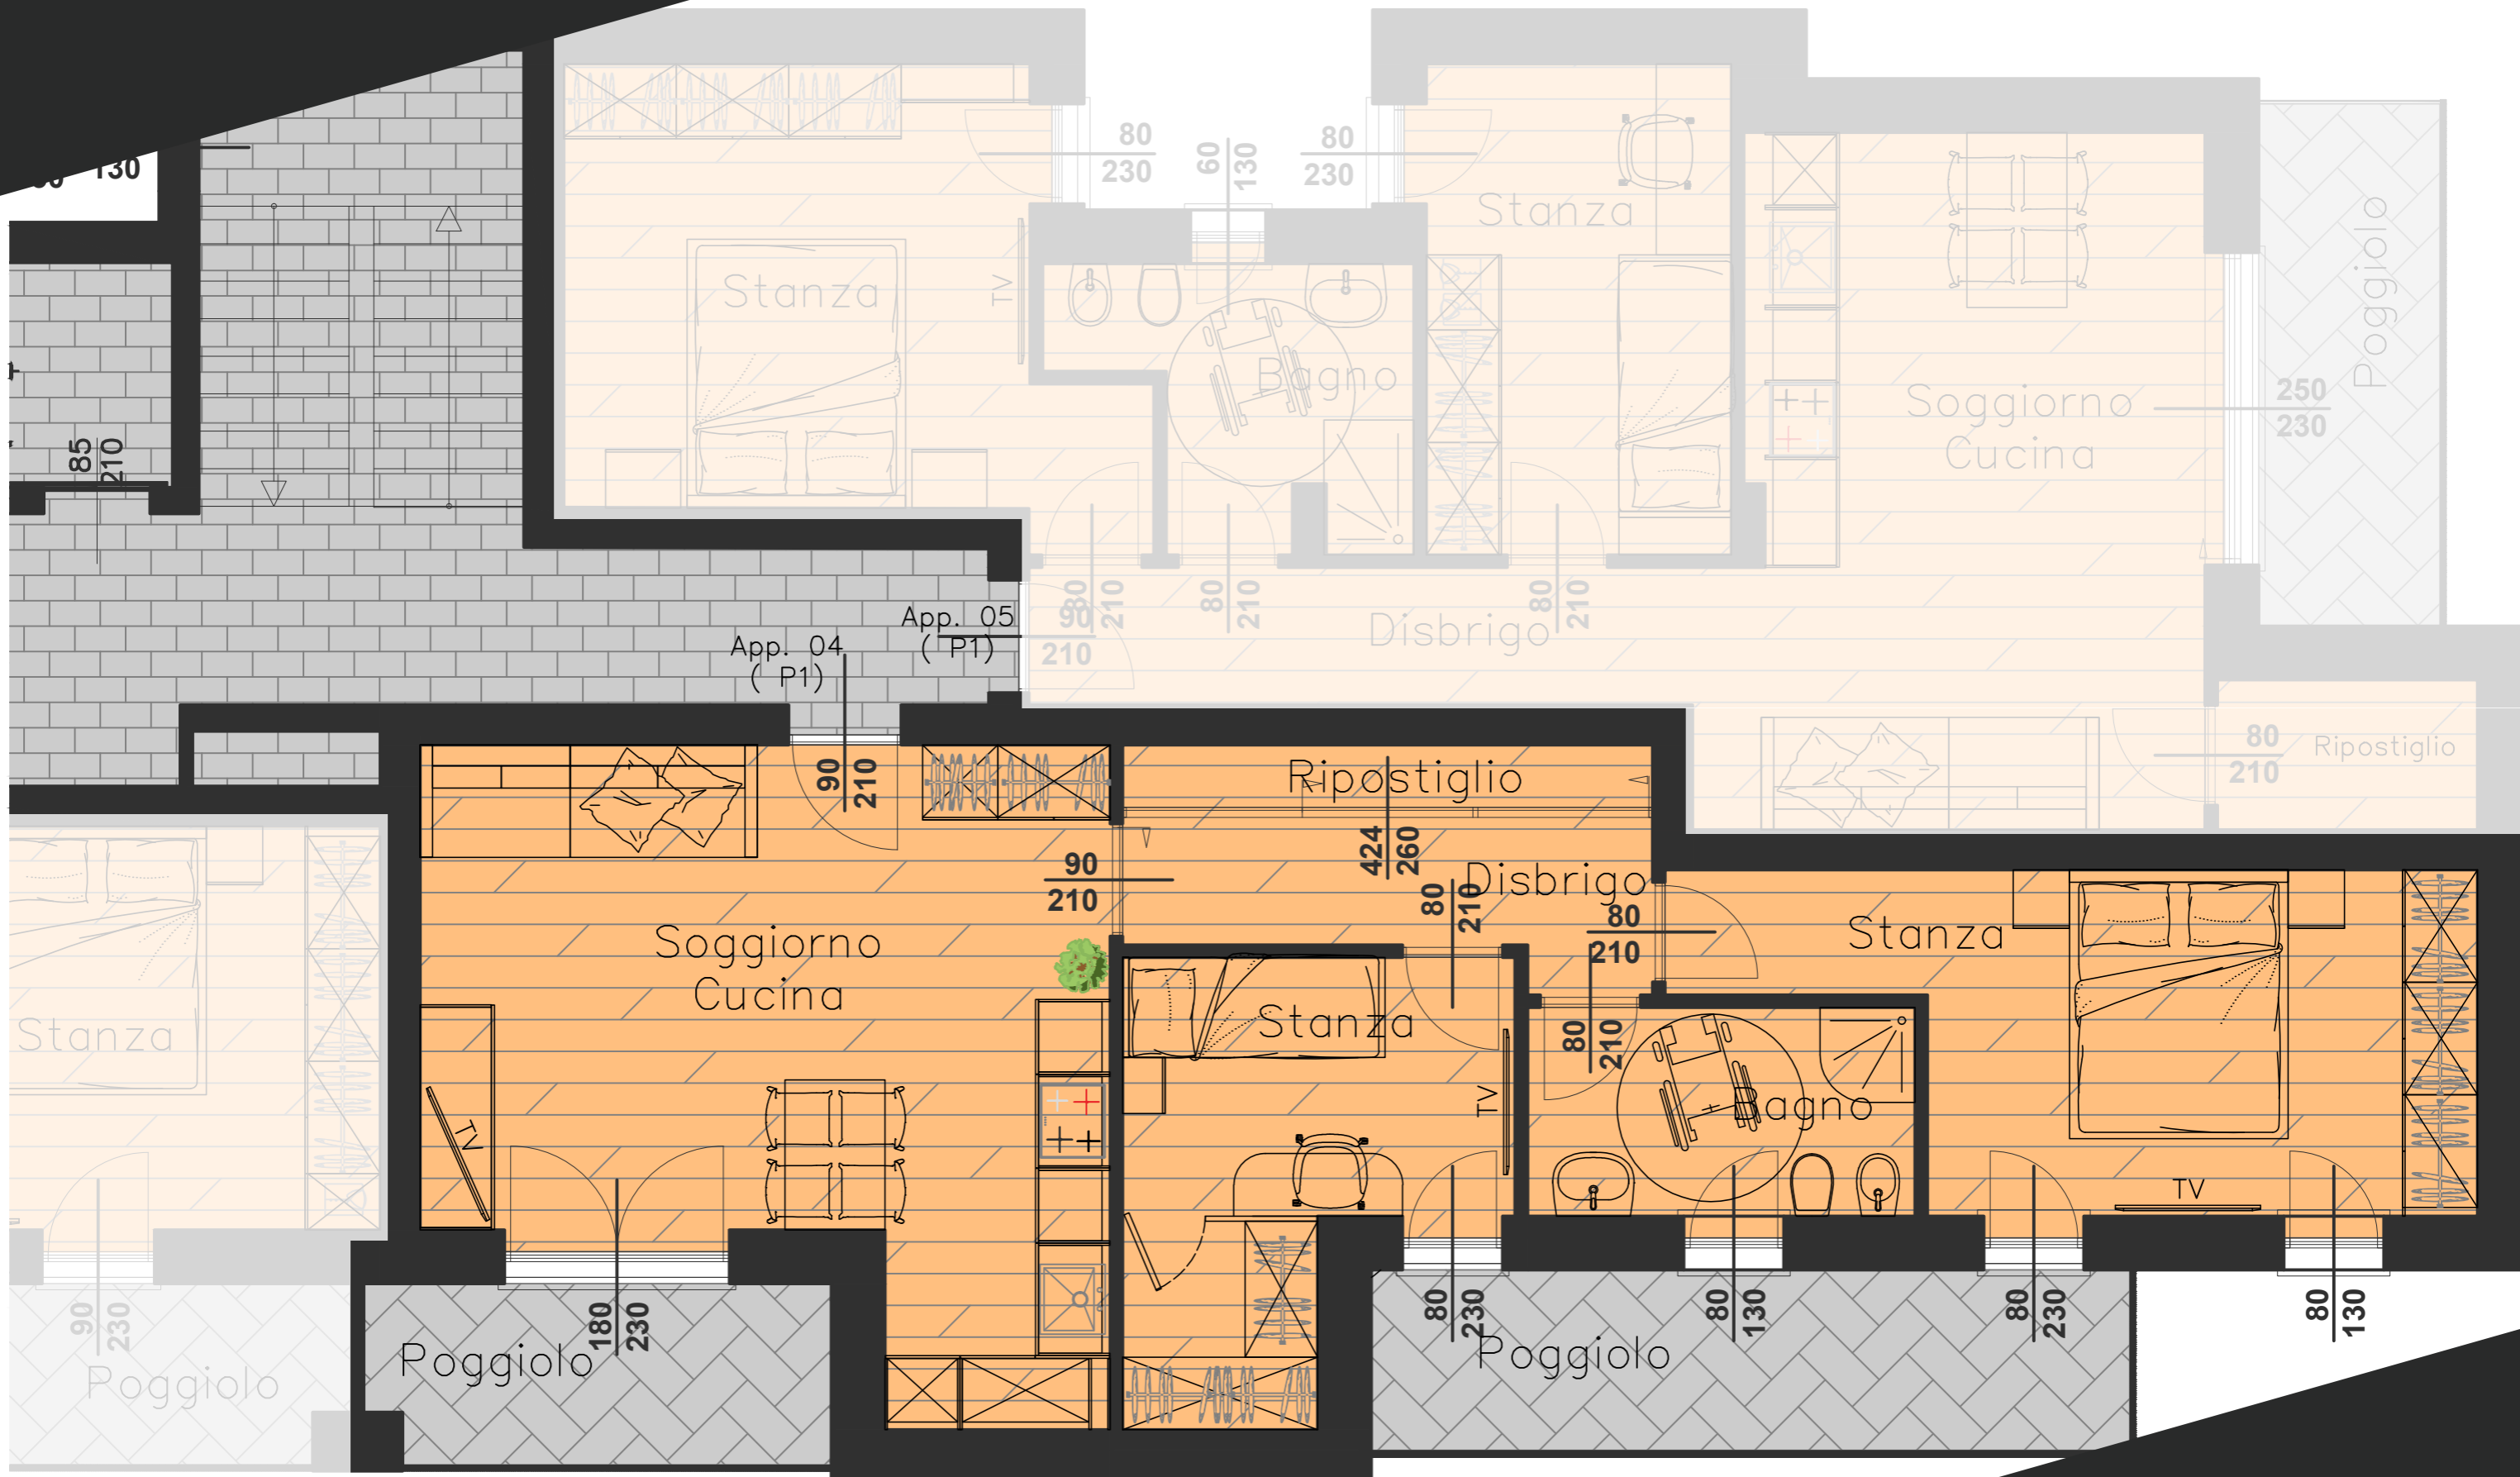 80
230
60
130
80
230
130
Stanza
Poggiolo
Stanza
TV
Bagno
Soggiorno
Cucina
250
230
85
210
80
210
80
210
80
210
App. 05
( P1)
90
210
Disbrigo
App. 04
( P1)
90
210
Ripostiglio
80
210
Ripostiglio
424
260
90
210
Disbrigo
80
210
80
210
Stanza
Soggiorno
Cucina
Stanza
Stanza
80
210
Bagno
TV
TV
TV
90
230
Poggiolo
180
230
Poggiolo
80
230
Poggiolo
80
130
80
230
80
130